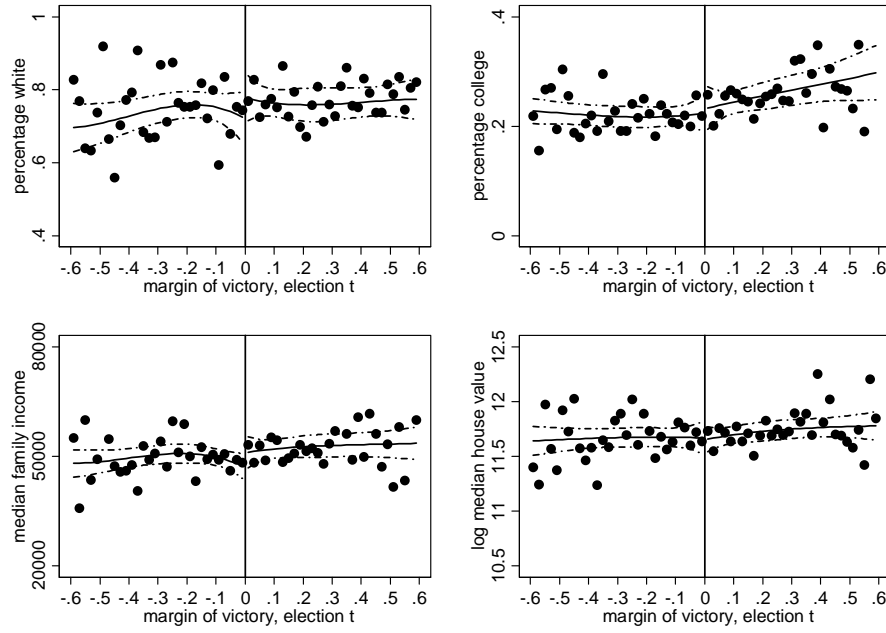 percentage white
1
.8
.6
.4
-.6 -.5 -.4 -.3 -.2 -.1 0 .1 .2 .3 .4 .5 .6
margin of victory, election t
percentage college
.4
.2
0
-.6 -.5 -.4 -.3 -.2 -.1 0 .1 .2 .3 .4 .5 .6
margin of victory, election t
median family income
80000
50000
20000
-.6 -.5 -.4 -.3 -.2 -.1 0 .1 .2 .3 .4 .5 .6
margin of victory, election t
log median house value
12.5
12
11.5
11
10.5
-.6 -.5 -.4 -.3 -.2 -.1 0 .1 .2 .3 .4 .5 .6
margin of victory, election t